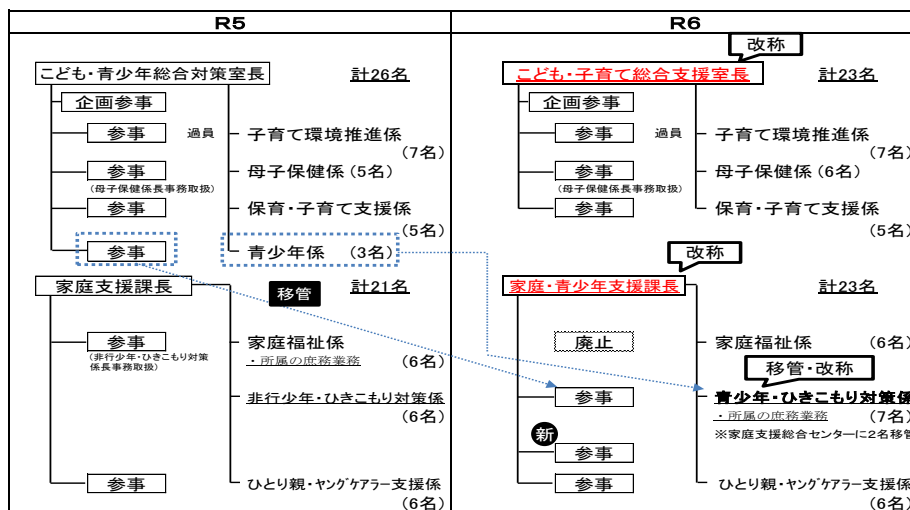 R5
R6
改称
こども・青少年総合対策室長
計26名
企画参事
参事
過員
子育て環境推進係
(7名)
参事
母子保健係(5名)
(母子保健係長事務取扱)
参事
保育・子育て支援係
(5名)
参事
青少年係 (3名)
家庭支援課長
移管
計21名
参事
(非行少年・ひきこもり対策
係長事務取扱)
家庭福祉係
・所属の庶務業務
(6名)
非行少年・ひきこもり対策係
(6名)
参事
ひとり親・ヤングケアラー支援係
(6名)
こども・子育て総合支援室長
計23名
企画参事
参事
過員
子育て環境推進係
(7名)
参事
母子保健係(6名)
(母子保健係長事務取扱)
参事
保育・子育て支援係
(5名)
改称
家庭・青少年支援課長
計23名
廃止
家庭福祉係
(6名)
移管・改称
参事
青少年・ひきこもり対策係
・所属の庶務業務
(7名)
※家庭支援総合センターに2名移管
新
参事
参事
ひとり親・ヤングケアラー支援係
(6名)